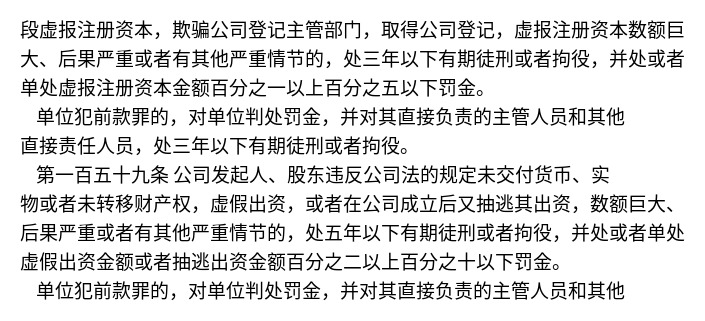 段虚报注册资本，欺骗公司登记主管部门，取得公司登记，虚报注册资本数额巨
大、后果严重或者有其他严重情节的，处三年以下有期徒刑或者拘役，并处或者
单处虚报注册资本金额百分之一以上百分之五以下罚金。
单位犯前款罪的，对单位判处罚金，并对其直接负责的主管人员和其他
直接责任人员，处三年以下有期徒刑或者拘役。
第一百五十九条 公司发起人、股东违反公司法的规定未交付货币、实
物或者未转移财产权，虚假出资，或者在公司成立后又抽逃其出资，数额巨大、
后果严重或者有其他严重情节的，处五年以下有期徒刑或者拘役，并处或者单处
虚假出资金额或者抽逃出资金额百分之二以上百分之十以下罚金。
单位犯前款罪的，对单位判处罚金，并对其直接负责的主管人员和其他